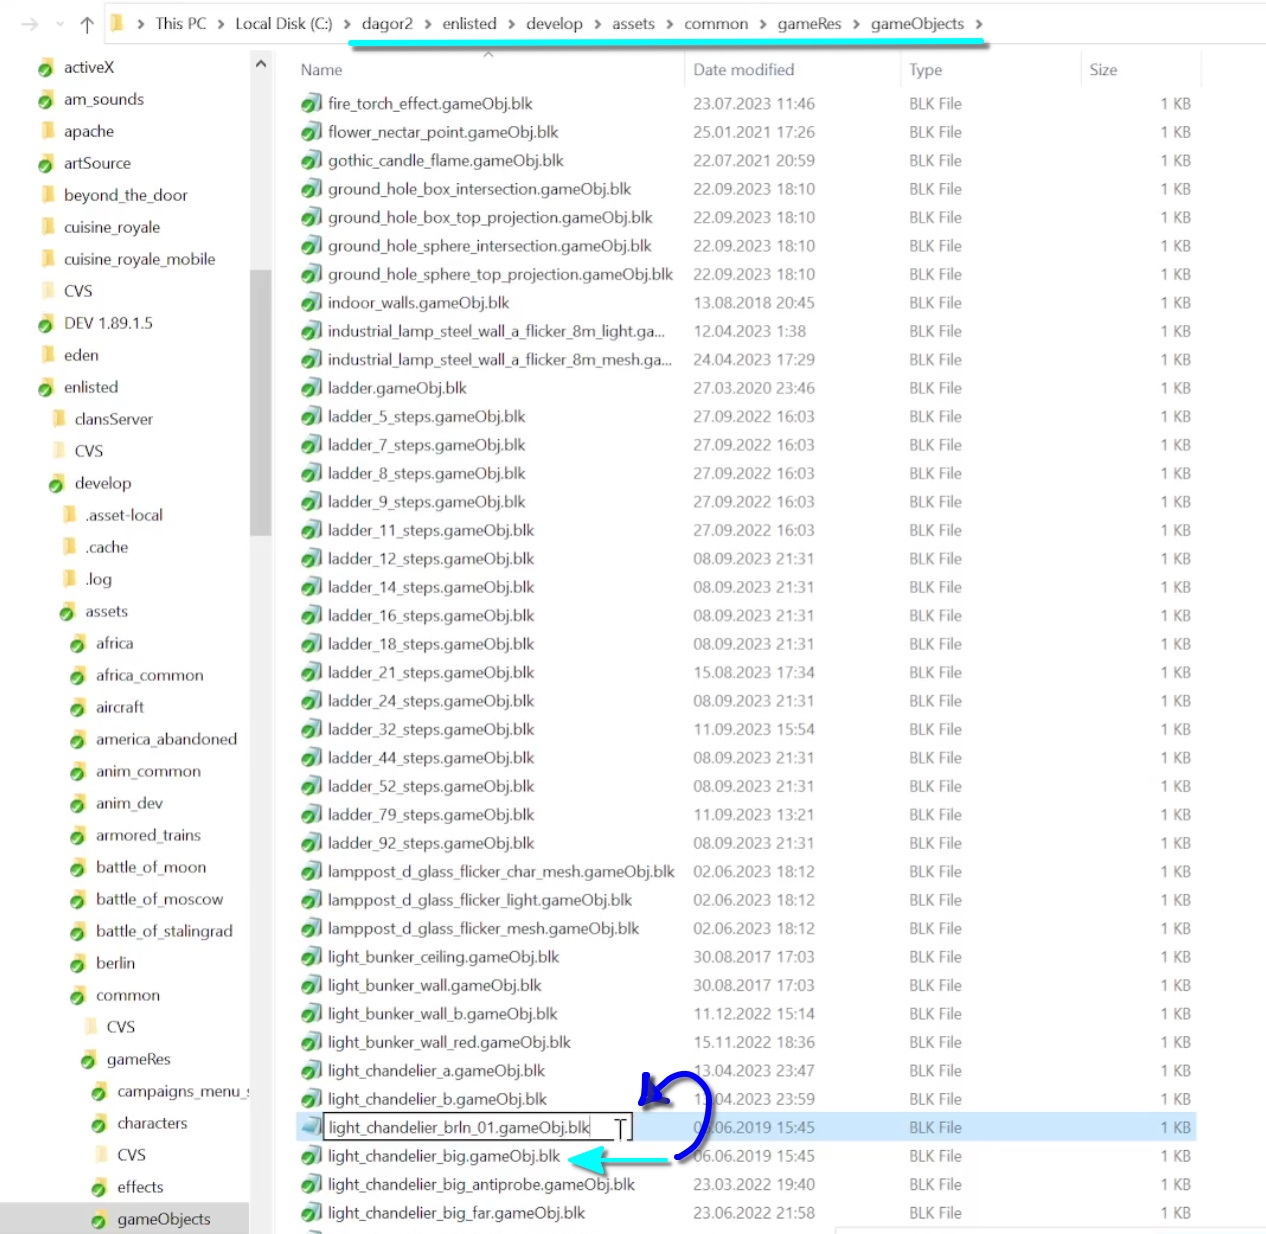 This PC > Local Disk (C:) > dagor2 > enlisted > develop > assets > common > gameRes > gameObjects >
activeX
am_sounds
apache
artSource
beyond_the_door
cuisine_royale
cuisine_royale_mobile
CVS
DEV 1.89.1.5
eden
enlisted
clansServer
CVS
develop
.asset-local
.cache
.log
assets
africa
africa_common
aircraft
america_abandoned
anim_common
anim_dev
armored_trains
battle_of_moon
battle_of_moscow
battle_of_stalingrad
berlin
common
CVS
gameRes
campaigns_menu_s
characters
CVS
effects
gameObjects
Name Date modified Type Size
fire_torch_effect.gameObj.blk 23.07.2023 11:46 BLK File 1 KB
flower_nectar_point.gameObj.blk 25.01.2021 17:26 BLK File 1 KB
gothic_candle_flame.gameObj.blk 22.07.2021 20:59 BLK File 1 KB
ground_hole_box_intersection.gameObj.blk 22.09.2023 18:10 BLK File 1 KB
ground_hole_box_top_projection.gameObj.blk 22.09.2023 18:10 BLK File 1 KB
ground_hole_sphere_intersection.gameObj.blk 22.09.2023 18:10 BLK File 1 KB
ground_hole_sphere_top_projection.gameObj.blk 22.09.2023 18:10 BLK File 1 KB
indoor_walls.gameObj.blk 13.08.2018 20:45 BLK File 1 KB
industrial_lamp_steel_wall_a_flicker_8m_light.ga... 12.04.2023 1:38 BLK File 1 KB
industrial_lamp_steel_wall_a_flicker_8m_mesh.ga... 24.04.2023 17:29 BLK File 1 KB
ladder.gameObj.blk 27.03.2020 23:46 BLK File 1 KB
ladder_5_steps.gameObj.blk 27.09.2022 16:03 BLK File 1 KB
ladder_7_steps.gameObj.blk 27.09.2022 16:03 BLK File 1 KB
ladder_8_steps.gameObj.blk 27.09.2022 16:03 BLK File 1 KB
ladder_9_steps.gameObj.blk 27.09.2022 16:03 BLK File 1 KB
ladder_11_steps.gameObj.blk 27.09.2022 16:03 BLK File 1 KB
ladder_12_steps.gameObj.blk 08.09.2023 21:31 BLK File 1 KB
ladder_14_steps.gameObj.blk 08.09.2023 21:31 BLK File 1 KB
ladder_16_steps.gameObj.blk 08.09.2023 21:31 BLK File 1 KB
ladder_18_steps.gameObj.blk 08.09.2023 21:31 BLK File 1 KB
ladder_21_steps.gameObj.blk 15.08.2023 17:34 BLK File 1 KB
ladder_24_steps.gameObj.blk 08.09.2023 21:31 BLK File 1 KB
ladder_32_steps.gameObj.blk 11.09.2023 15:54 BLK File 1 KB
ladder_44_steps.gameObj.blk 08.09.2023 21:31 BLK File 1 KB
ladder_52_steps.gameObj.blk 08.09.2023 21:31 BLK File 1 KB
ladder_79_steps.gameObj.blk 11.09.2023 13:21 BLK File 1 KB
ladder_92_steps.gameObj.blk 08.09.2023 21:31 BLK File 1 KB
lamppost_d_glass_flicker_char_mesh.gameObj.blk 02.06.2023 18:12 BLK File 1 KB
lamppost_d_glass_flicker_light.gameObj.blk 02.06.2023 18:12 BLK File 1 KB
lamppost_d_glass_flicker_mesh.gameObj.blk 02.06.2023 18:12 BLK File 1 KB
light_bunker_ceiling.gameObj.blk 30.08.2017 17:03 BLK File 1 KB
light_bunker_wall.gameObj.blk 30.08.2017 17:03 BLK File 1 KB
light_bunker_wall_b.gameObj.blk 11.12.2022 15:14 BLK File 1 KB
light_bunker_wall_red.gameObj.blk 15.11.2022 18:36 BLK File 1 KB
light_chandelier_a.gameObj.blk 13.04.2023 23:47 BLK File 1 KB
light_chandelier_b.gameObj.blk 23:59 BLK File 1 KB
light_chandelier_brln_01.gameObj.blk 15:45 BLK File 1 KB
light_chandelier_big.gameObj.blk 06.06.2019 15:45 BLK File 1 KB
light_chandelier_big_antiprobe.gameObj.blk 23.03.2022 19:40 BLK File 1 KB
light_chandelier_big_far.gameObj.blk 23.06.2022 21:58 BLK File 1 KB